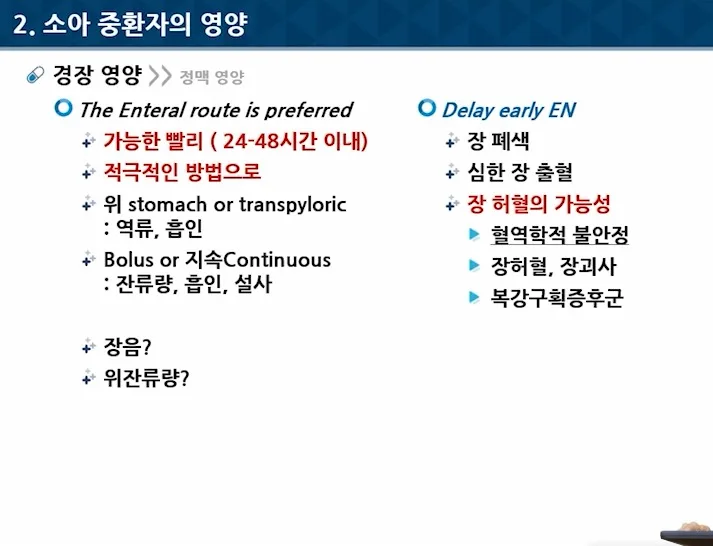 2. 소아 중환자의 영양
경장 영양 >> 정맥 영양
The Enteral route is preferred
가능한 빨리 ( 24-48시간 이내)
적극적인 방법으로
위 stomach or transpyloric
: 역류, 흡인
Bolus or 지속Continuous
: 잔류량, 흡인, 설사
장음?
위잔류량?
Delay early EN
장 폐색
심한 장 출혈
장 허혈의 가능성
혈역학적 불안정
장허혈, 장괴사
복강구획증후군